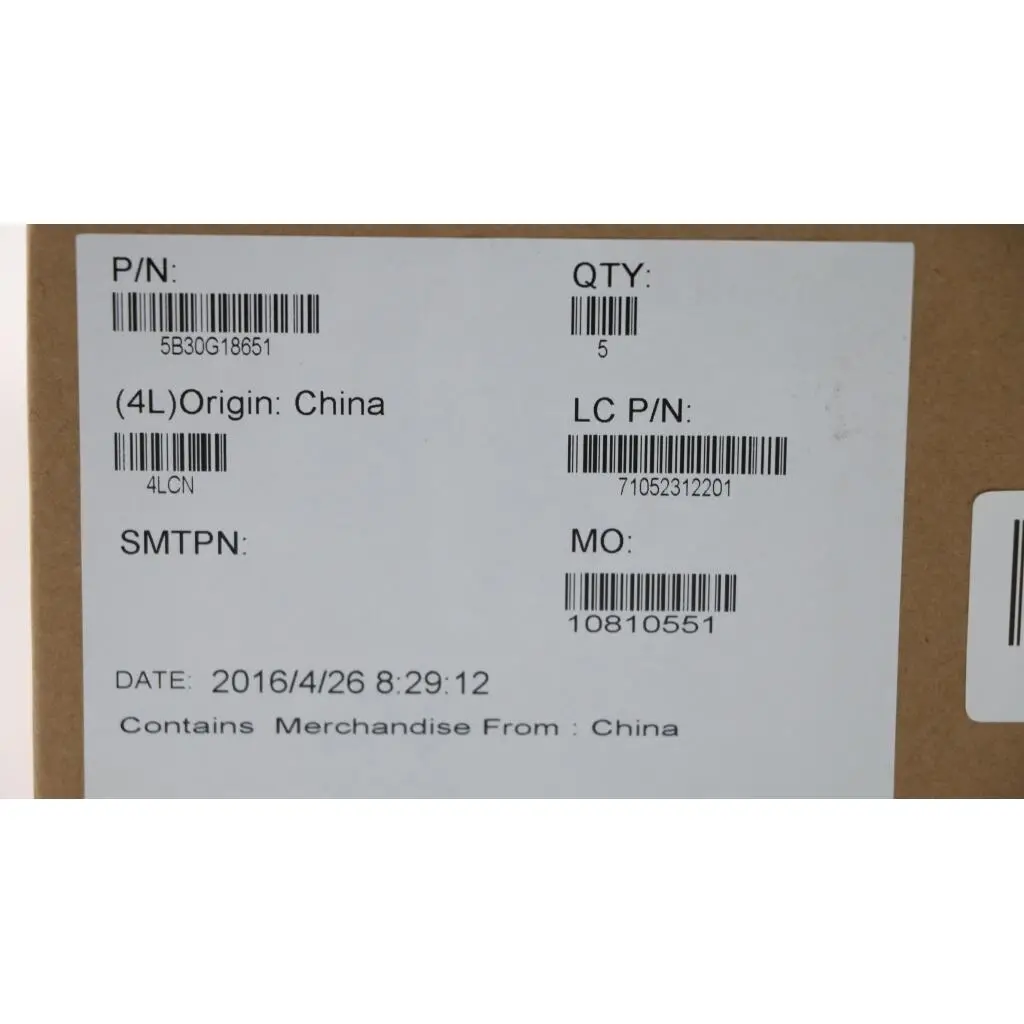 P/N:
5B30G18651
QTY:
5
(4L)Origin: China
4LCN
LC P/N:
71052312201
SMTPN:
MO:
10810551
DATE: 2016/4/26 8:29:12
Contains Merchandise From : China